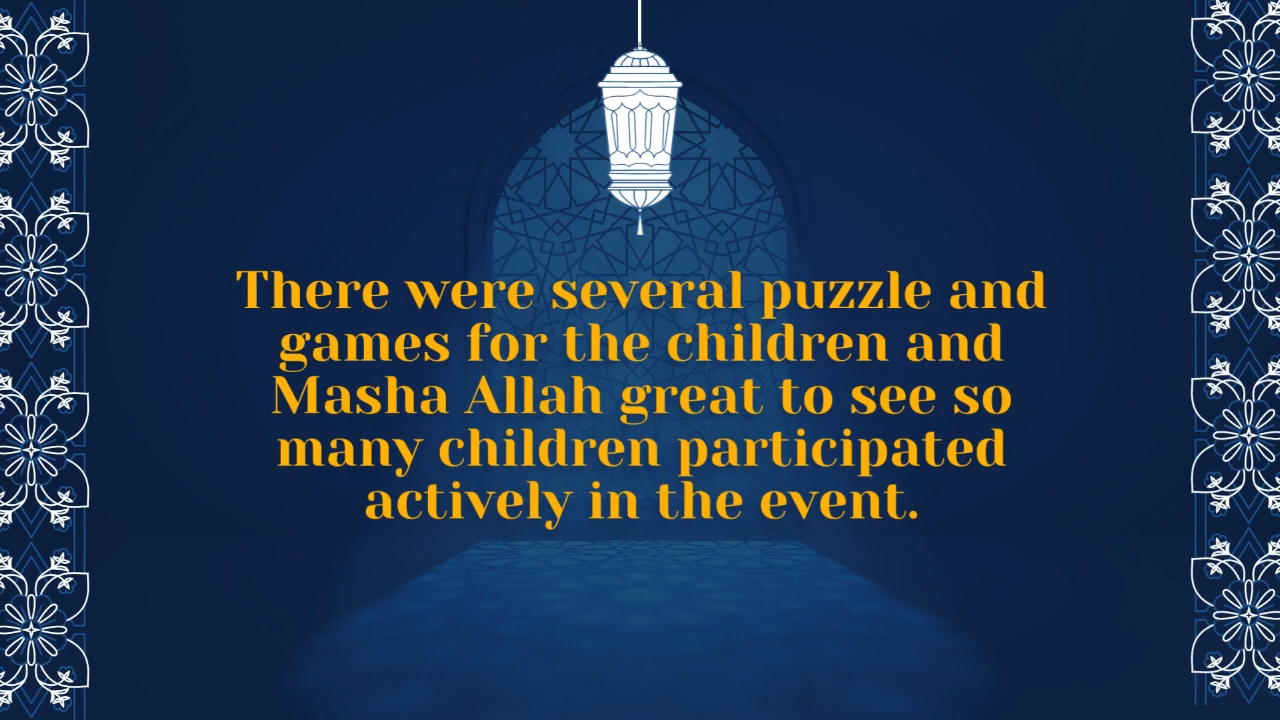 There were several puzzle and
games for the children and
Masha Allah great to see so
many children participated
actively in the event.